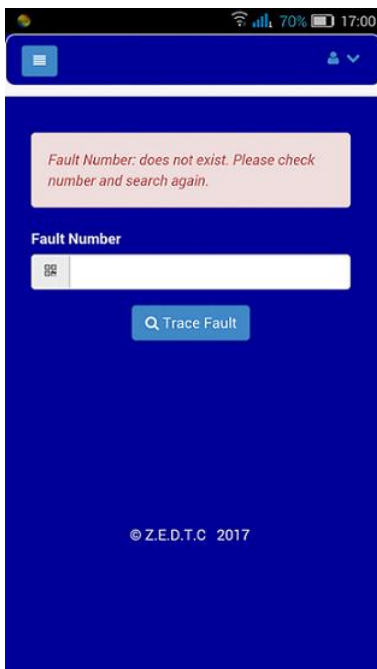 70% 17:00
Fault Number: does not exist. Please check
number and search again.
Fault Number
Trace Fault
© Z.E.D.T.C 2017